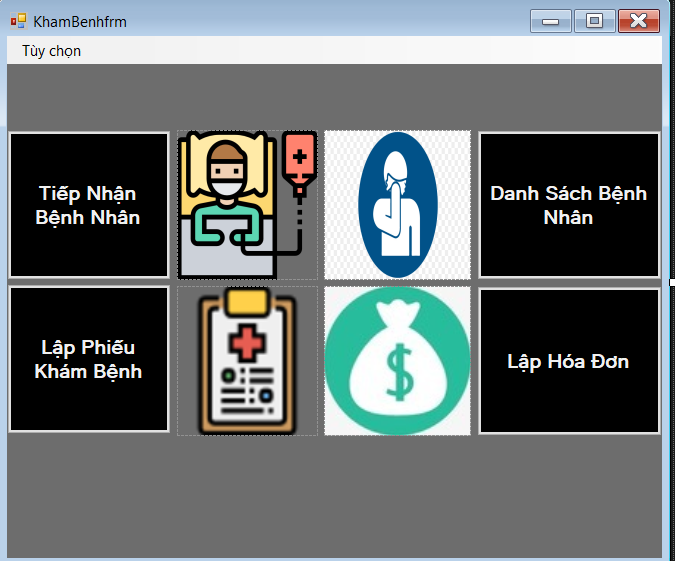 KhamBenhfrm
Tùy chọn
Tiếp Nhận
Bệnh Nhân
Danh Sách Bệnh
Nhân
Lập Phiếu
Khám Bệnh
Lập Hóa Đơn